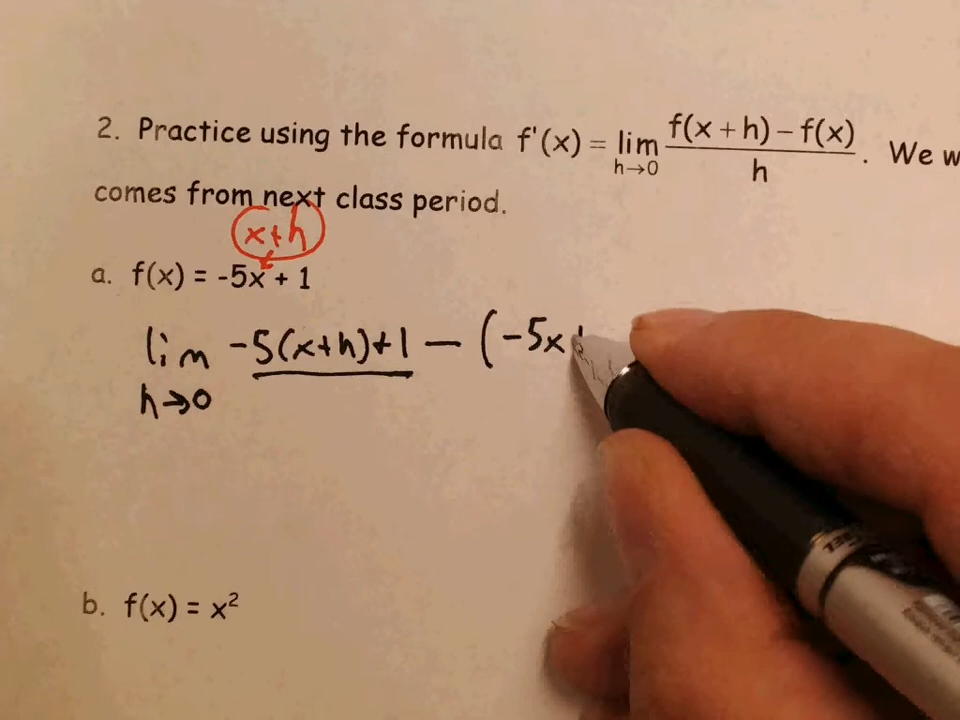 2. Practice using the formula f'(x) = lim h→0 f(x + h) − f(x) / h . We w
comes from next class period.
x+h
a. f(x) = -5x + 1
lim h→0 -5(x+h)+1 - (-5x
b. f(x) = x²